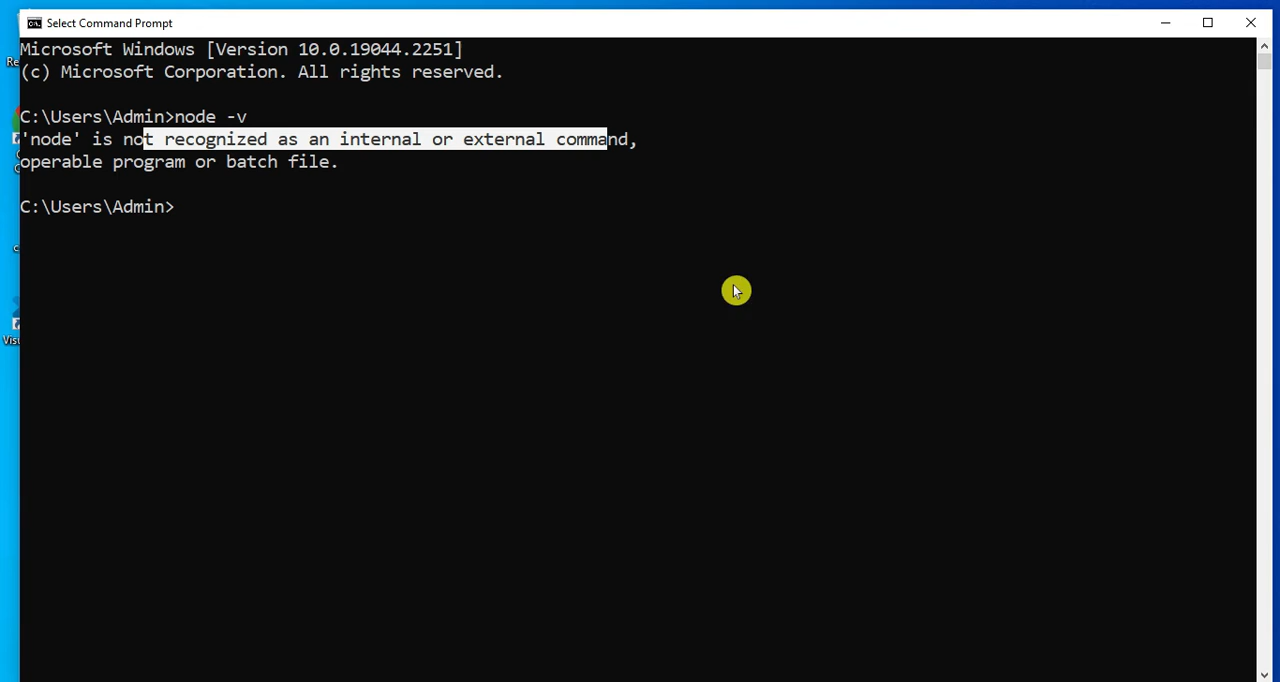 Select Command Prompt
Microsoft Windows [Version 10.0.19044.2251]
(c) Microsoft Corporation. All rights reserved.
C:\Users\Admin>node -v
'node' is not recognized as an internal or external command,
operable program or batch file.
C:\Users\Admin>